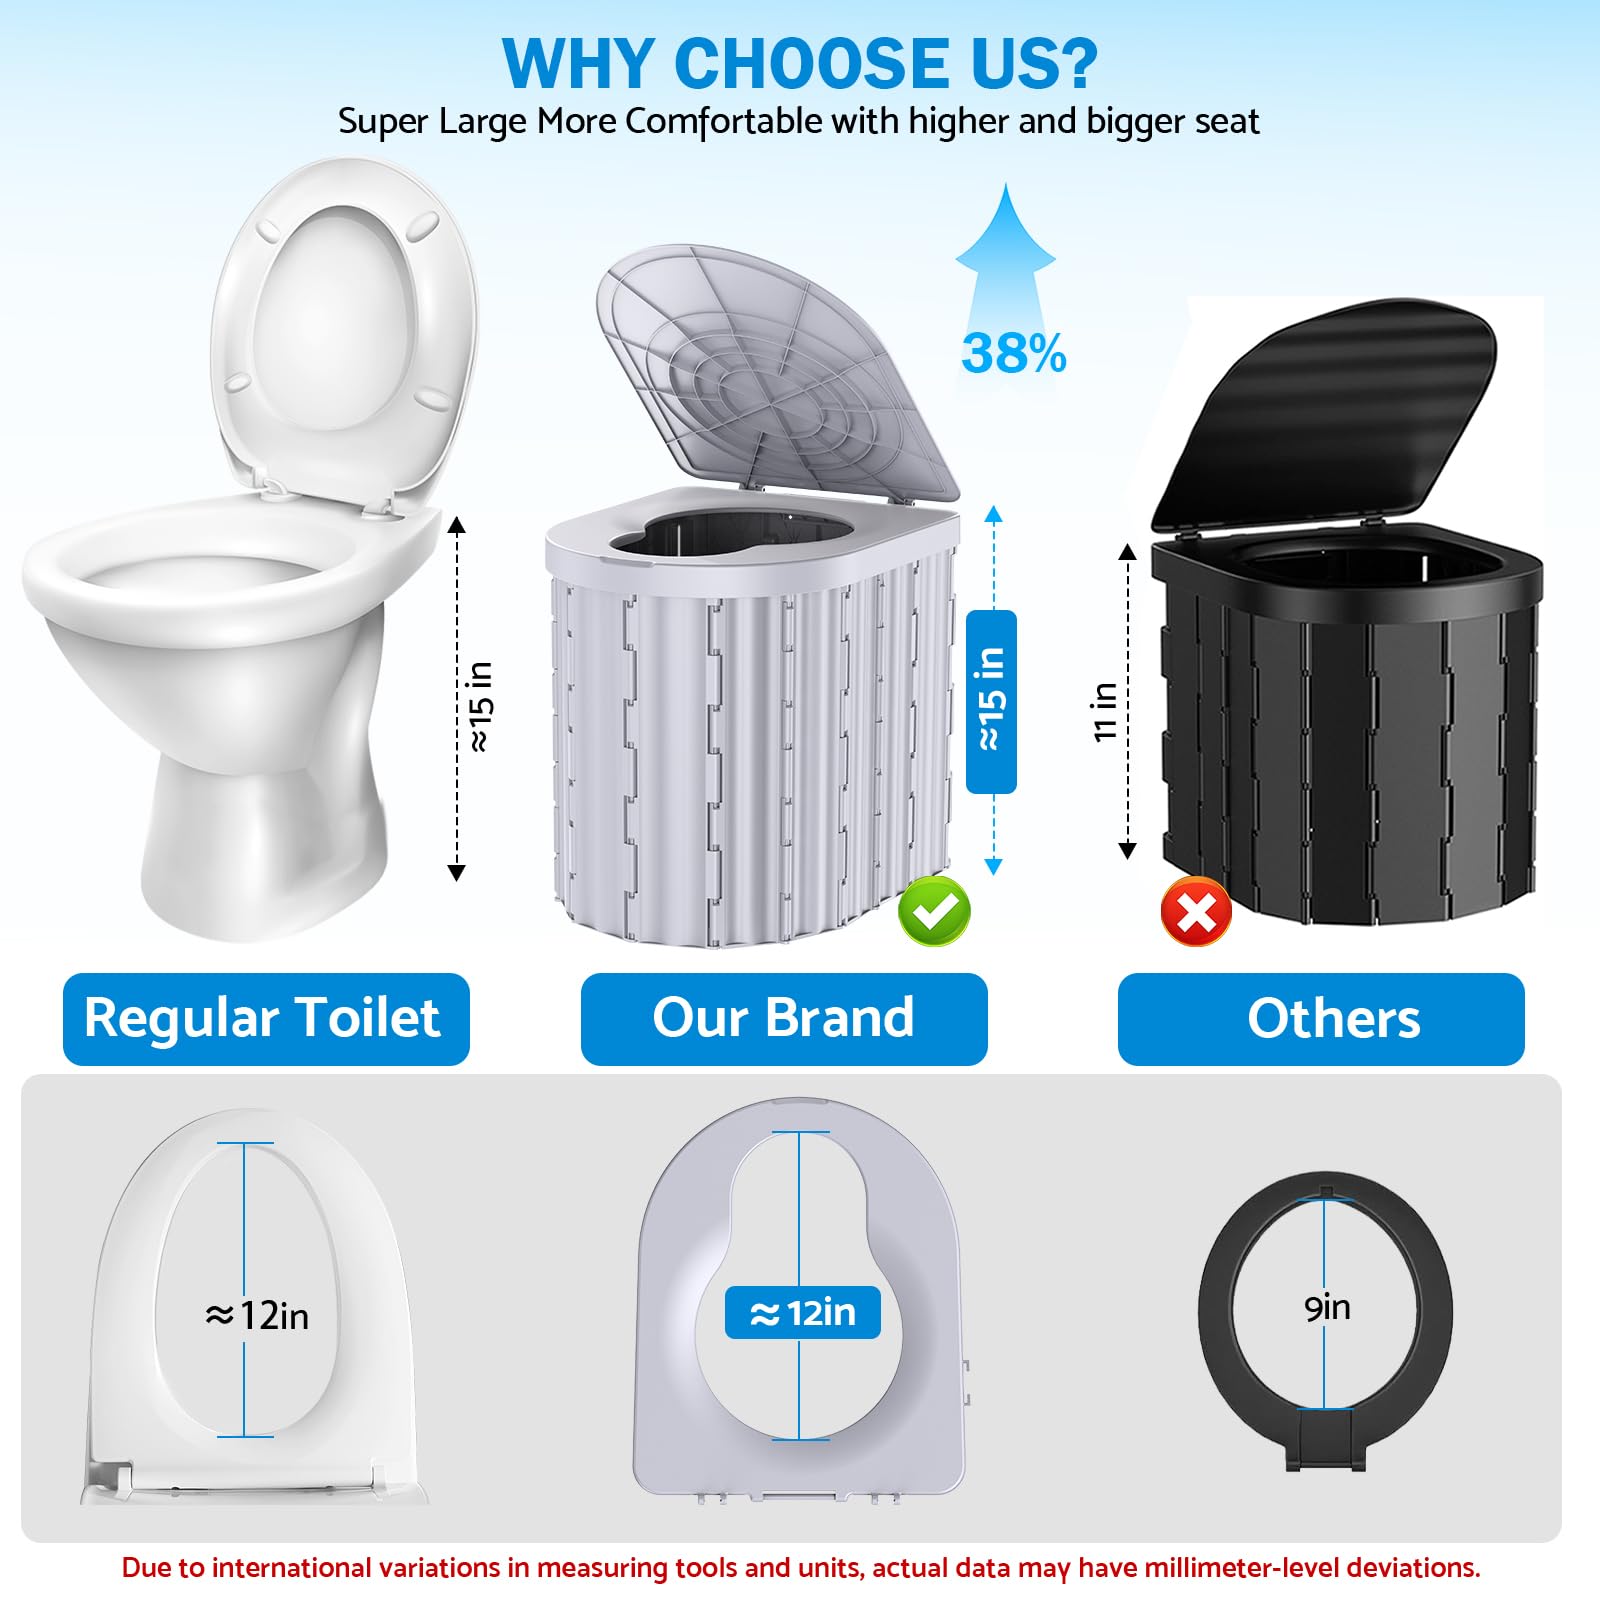 WHY CHOOSE US?
Super Large More Comfortable with higher and bigger seat
38%
≈15 in
≈15 in
11 in
Regular Toilet
Our Brand
Others
≈12in
≈12in
9in
Due to international variations in measuring tools and units, actual data may have millimeter-level deviations.